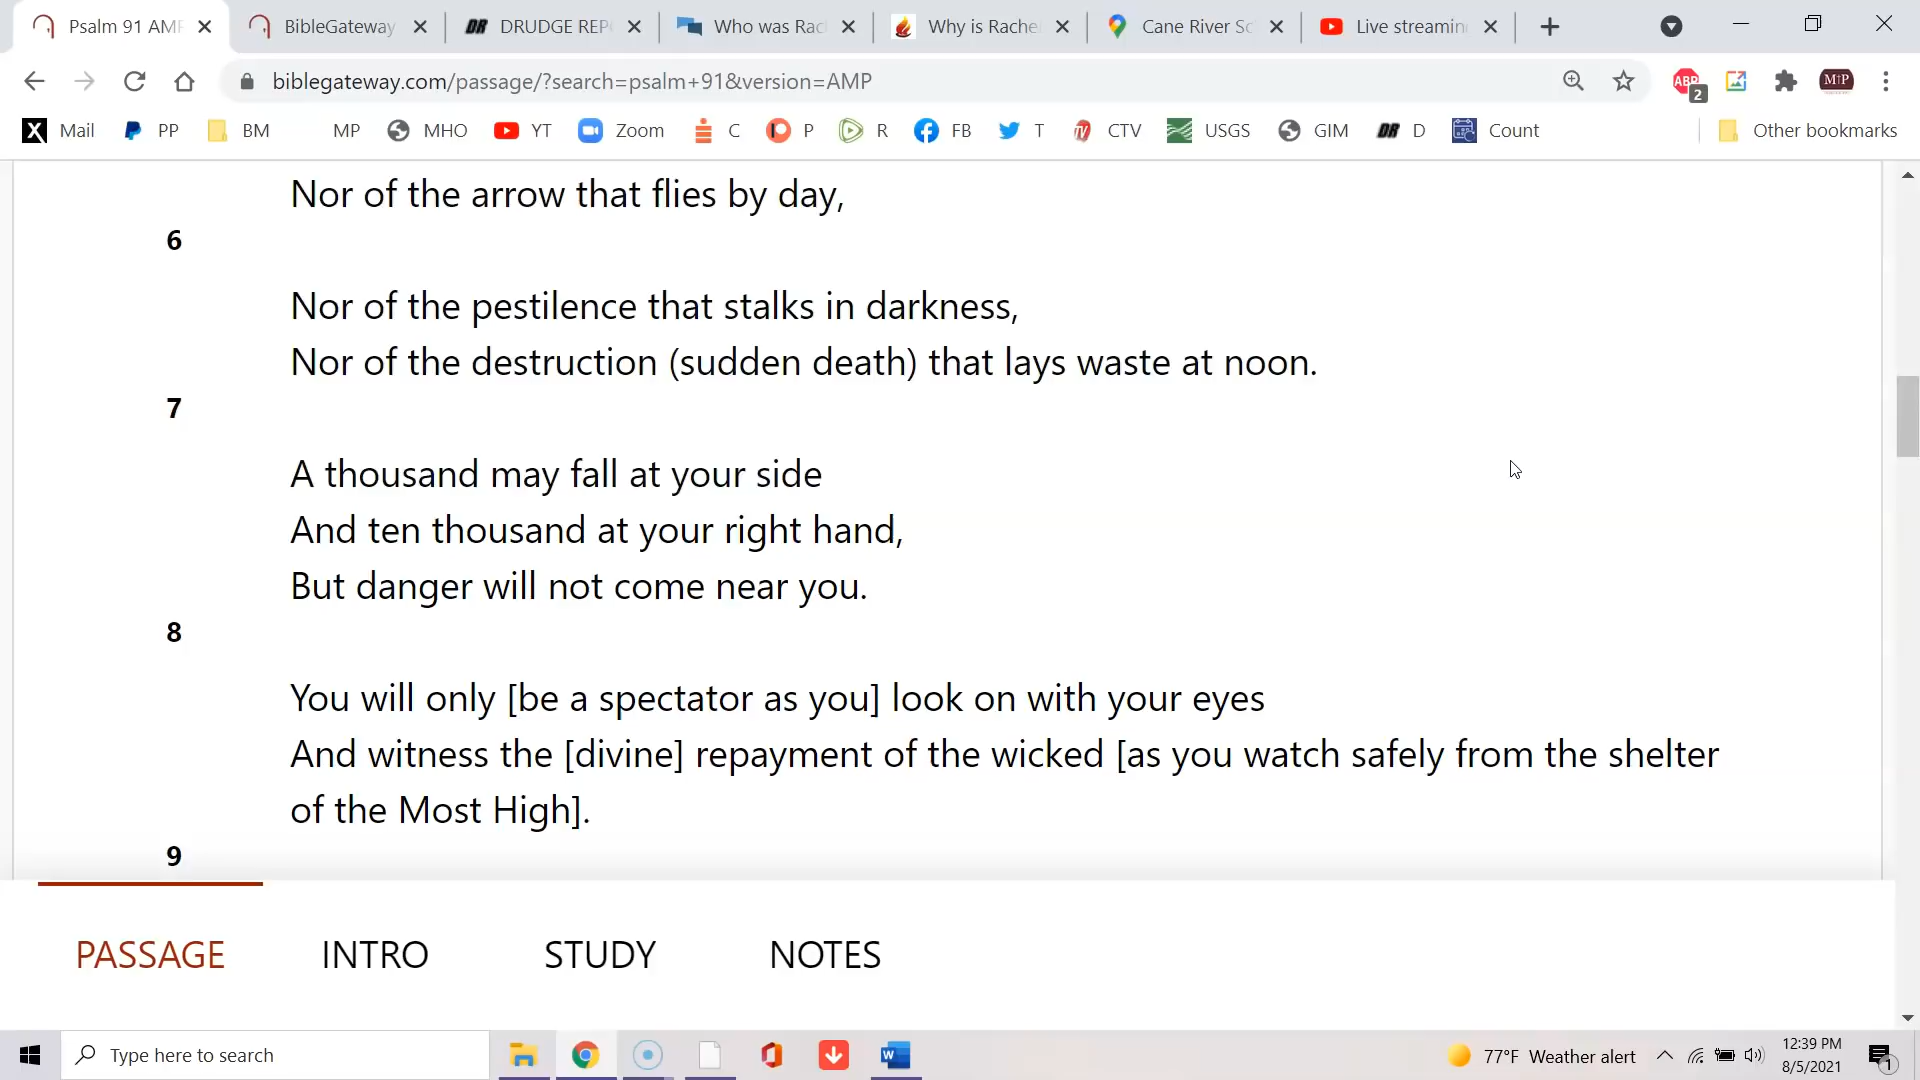 Psalm 91 AMP
BibleGateway
DRUDGE REP
Who was Rac
Why is Rache
Cane River Sc
Live streamin
biblegateway.com/passage/?search=psalm+91&version=AMP
ABP
2
M↑P
Mail
PP
BM
MP
MHO
YT
Zoom
C
P
R
FB
T
CTV
USGS
GIM
DR
D
Count
Other bookmarks
Nor of the arrow that flies by day,
6
Nor of the pestilence that stalks in darkness,
Nor of the destruction (sudden death) that lays waste at noon.
7
A thousand may fall at your side
And ten thousand at your right hand,
But danger will not come near you.
8
You will only [be a spectator as you] look on with your eyes
And witness the [divine] repayment of the wicked [as you watch safely from the shelter
of the Most High].
9
PASSAGE INTRO STUDY NOTES
Type here to search
77°F Weather alert
12:39 PM
8/5/2021
1